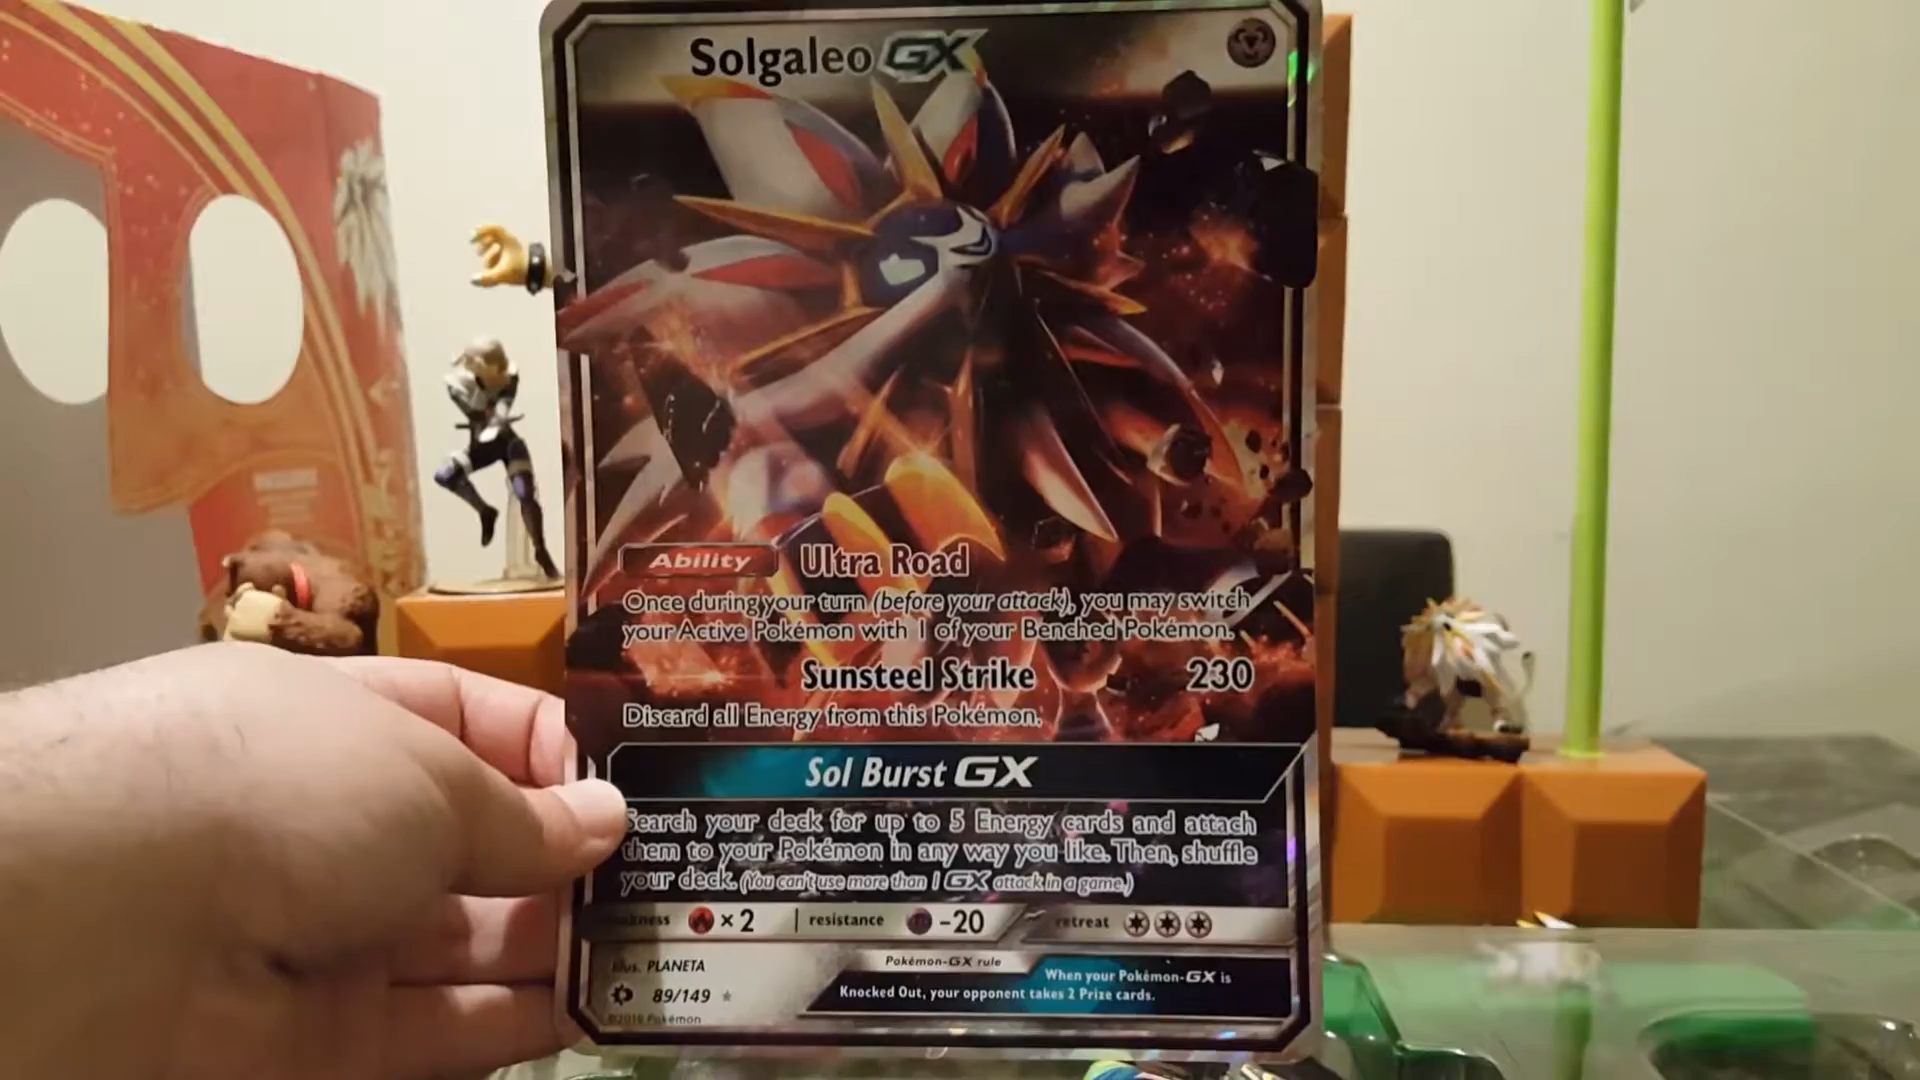 Solgaleo GX
Ability Ultra Road
Once during your turn (before your attack), you may switch
your Active Pokémon with 1 of your Benched Pokémon.
Sunsteel Strike 230
Discard all Energy from this Pokémon.
Sol Burst GX
Search your deck for up to 5 Energy cards and attach
them to your Pokémon in any way you like. Then, shuffle
your deck. (You can't use more than 1 GX attack in a game.)
weakness ×2 resistance -20 retreat
Illus. PLANETA
89/149
©2016 Pokémon
Pokémon-GX rule
When your Pokémon-GX is
Knocked Out, your opponent takes 2 Prize cards.